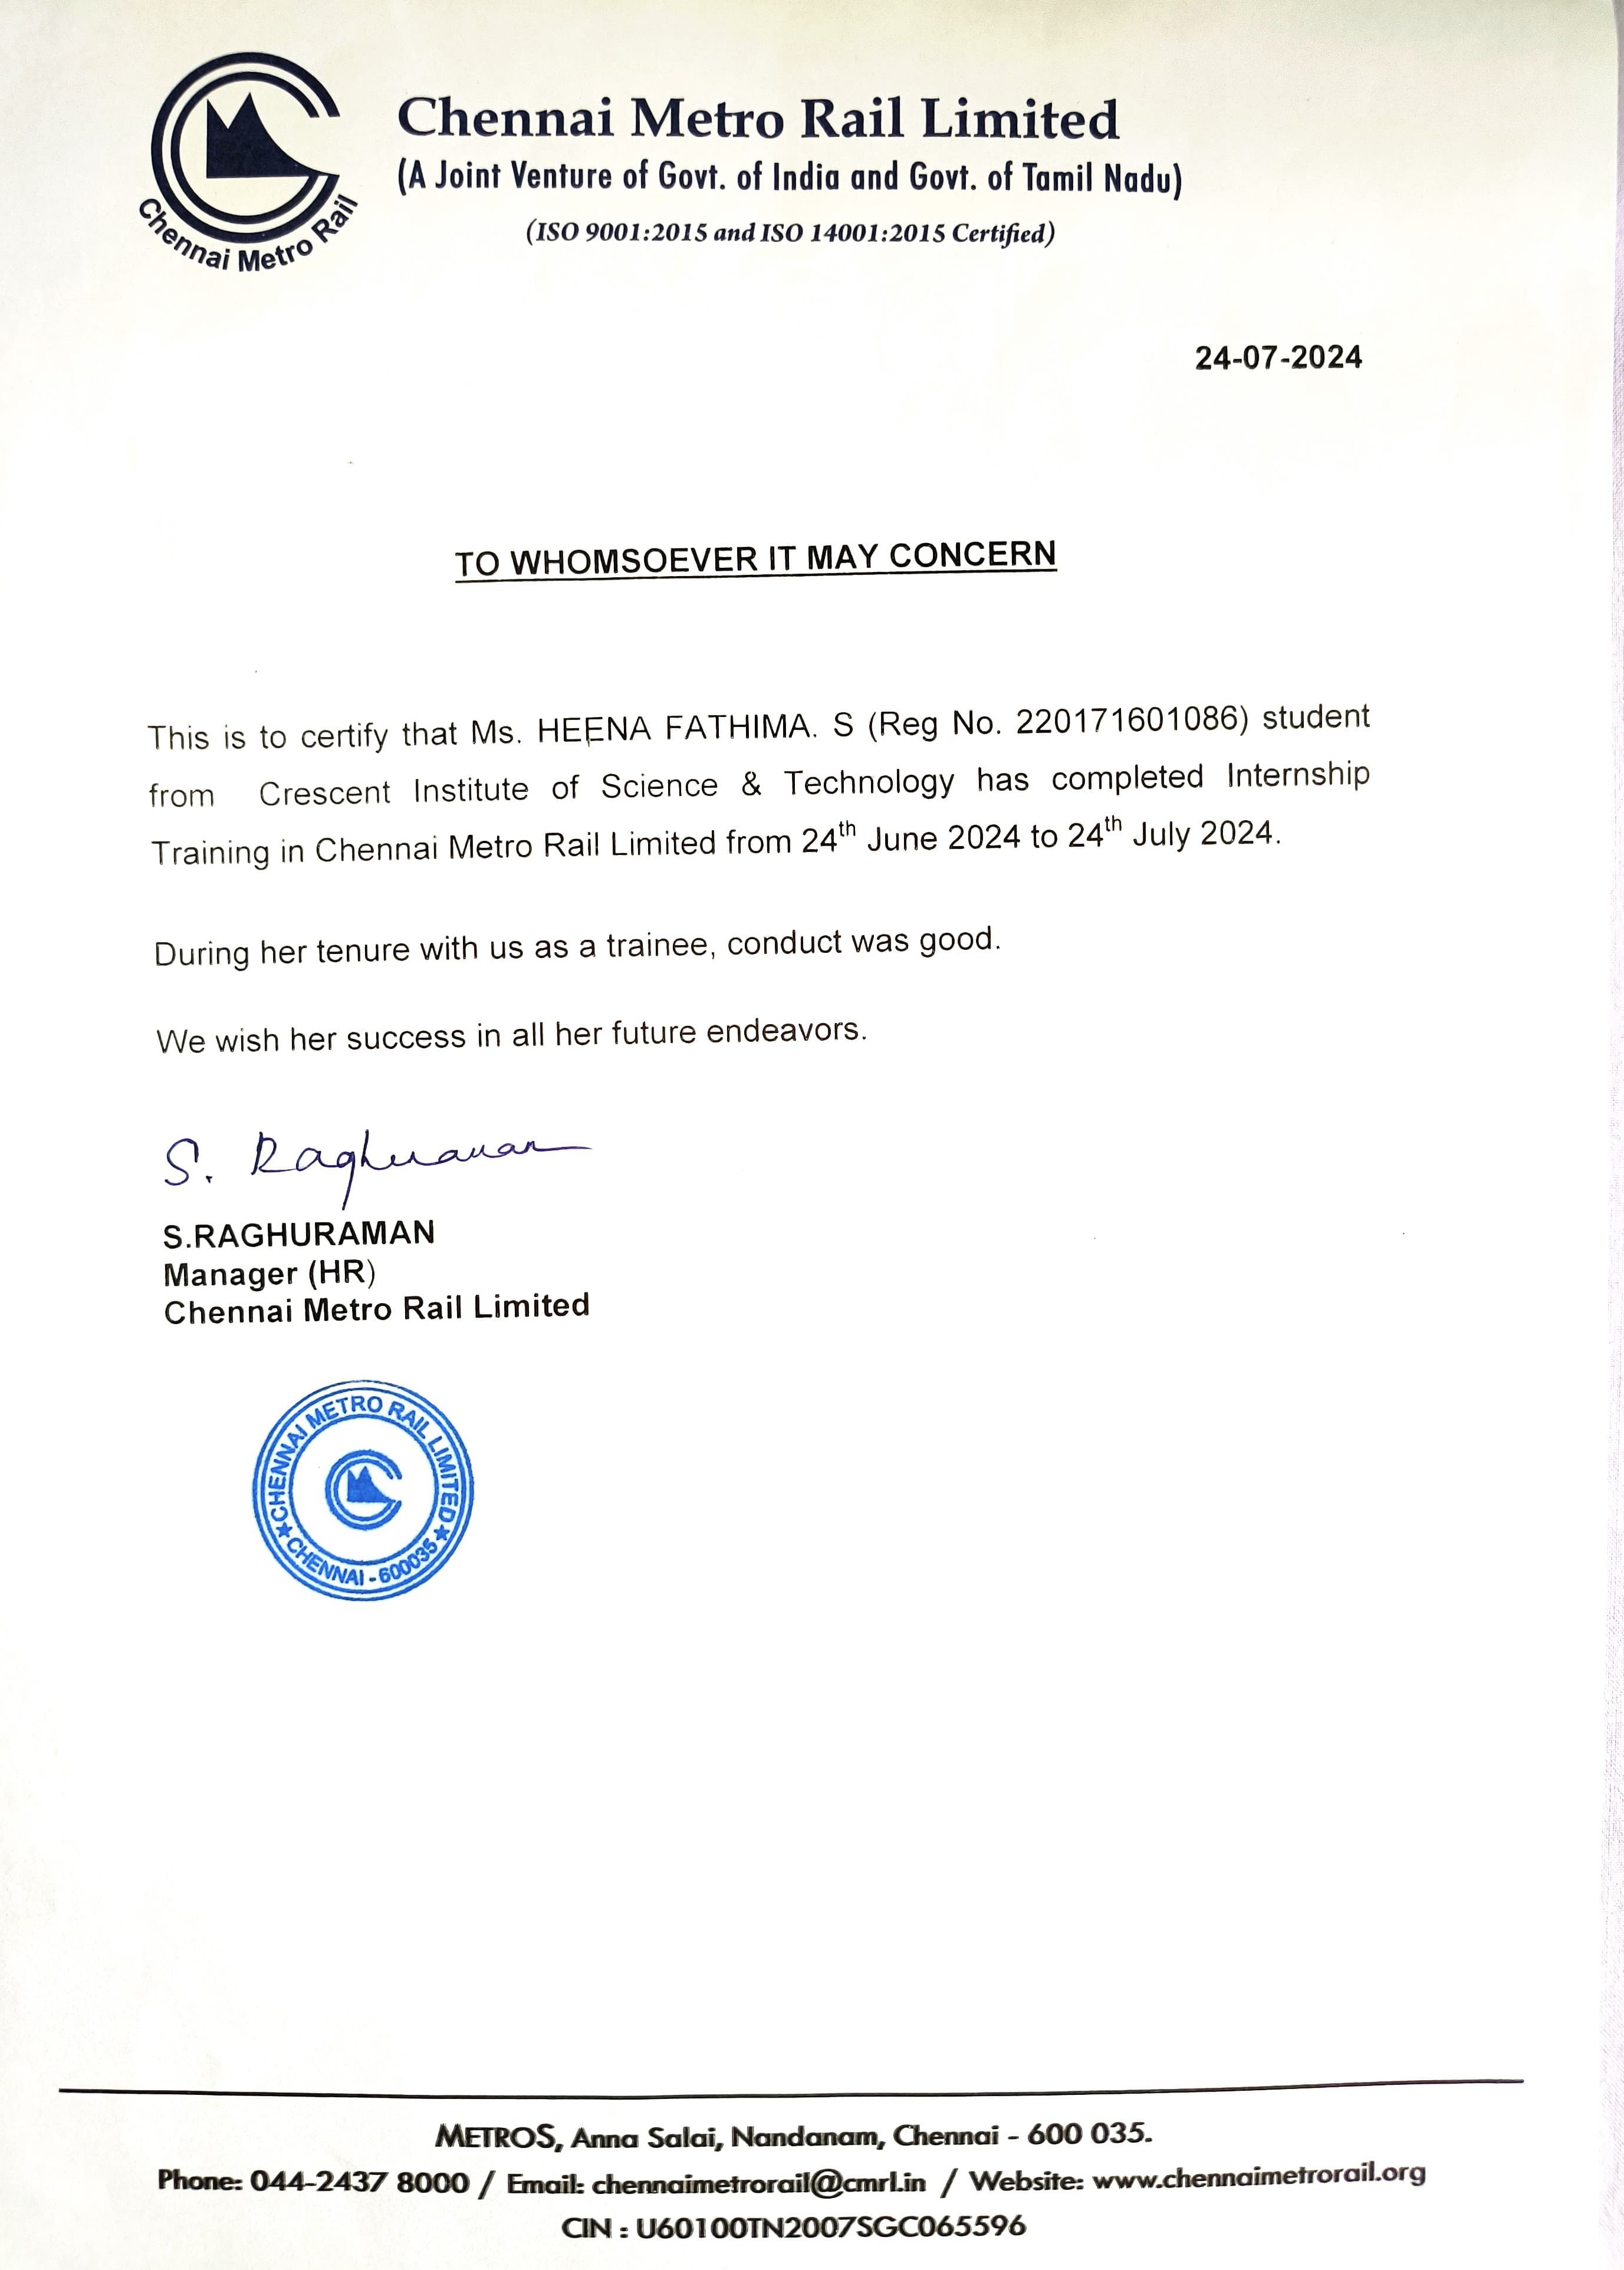 Chennai Metro Rail
Chennai Metro Rail Limited
(A Joint Venture of Govt. of India and Govt. of Tamil Nadu)
(ISO 9001:2015 and ISO 14001:2015 Certified)
24-07-2024
TO WHOMSOEVER IT MAY CONCERN
This is to certify that Ms. HEENA FATHIMA. S (Reg No. 220171601086) student
from Crescent Institute of Science & Technology has completed Internship
Training in Chennai Metro Rail Limited from 24th June 2024 to 24th July 2024.
During her tenure with us as a trainee, conduct was good.
We wish her success in all her future endeavors.
S. Raghuraman
S.RAGHURAMAN
Manager (HR)
Chennai Metro Rail Limited
CHENNAI METRO RAIL LIMITED
★ CHENNAI - 600035 ★
METROS, Anna Salai, Nandanam, Chennai - 600 035.
Phone: 044-2437 8000 / Email: chennaimetrorail@cmrl.in / Website: www.chennaimetrorail.org
CIN : U60100TN2007SGC065596